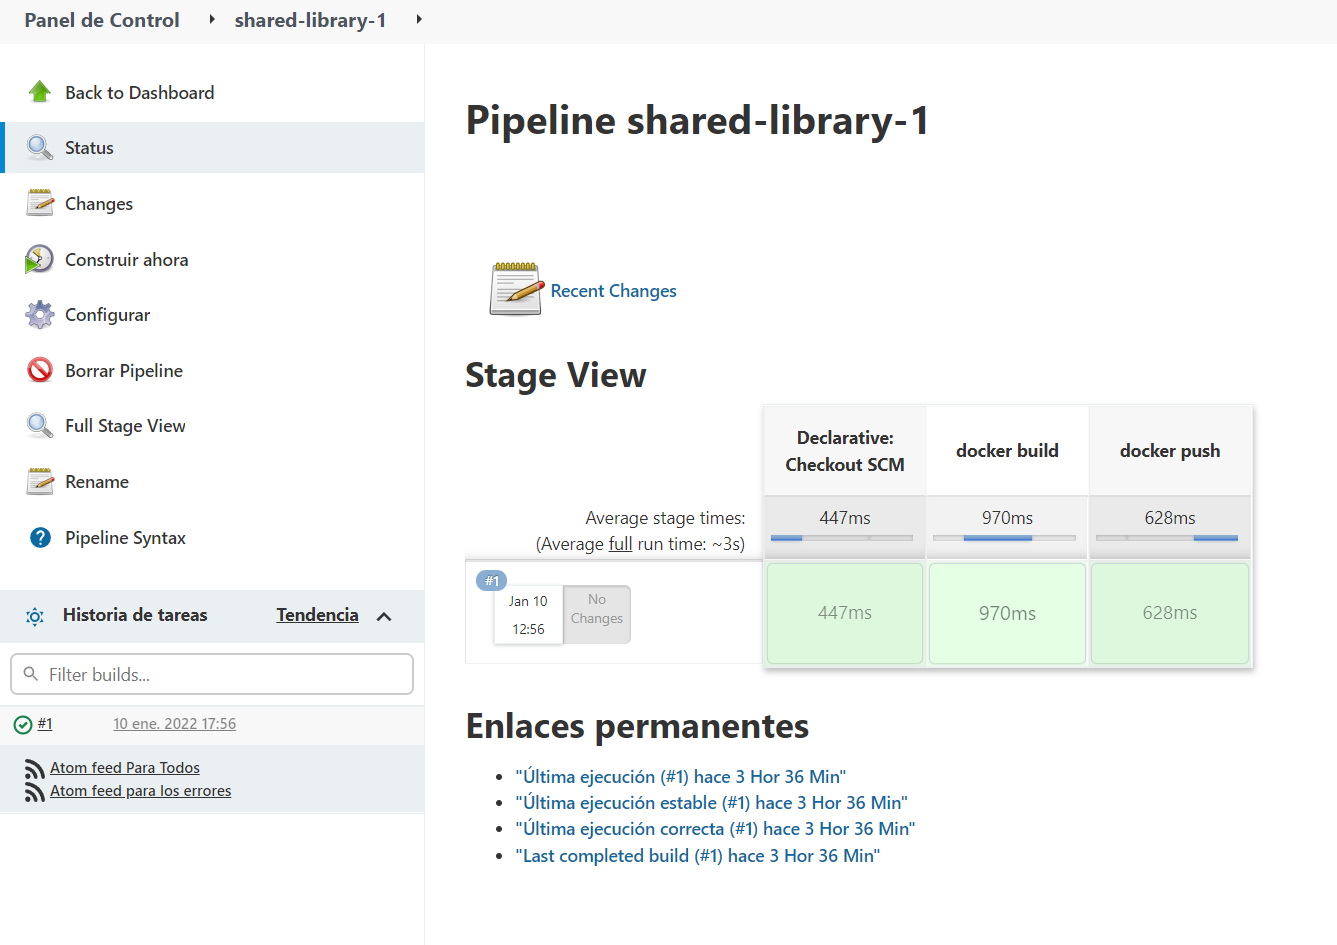 Panel de Control shared-library-1
Back to Dashboard
Status
Changes
Construir ahora
Configurar
Borrar Pipeline
Full Stage View
Rename
Pipeline Syntax
Historia de tareas Tendencia
Filter builds...
#1 10 ene. 2022 17:56
Atom feed Para Todos
Atom feed para los errores
Pipeline shared-library-1
Recent Changes
Stage View
Declarative:
Checkout SCM
docker build
docker push
Average stage times:
(Average full run time: ~3s)
447ms 970ms 628ms
#1
Jan 10
12:56
No
Changes
447ms 970ms 628ms
Enlaces permanentes
"Última ejecución (#1) hace 3 Hor 36 Min"
"Última ejecución estable (#1) hace 3 Hor 36 Min"
"Última ejecución correcta (#1) hace 3 Hor 36 Min"
"Last completed build (#1) hace 3 Hor 36 Min"